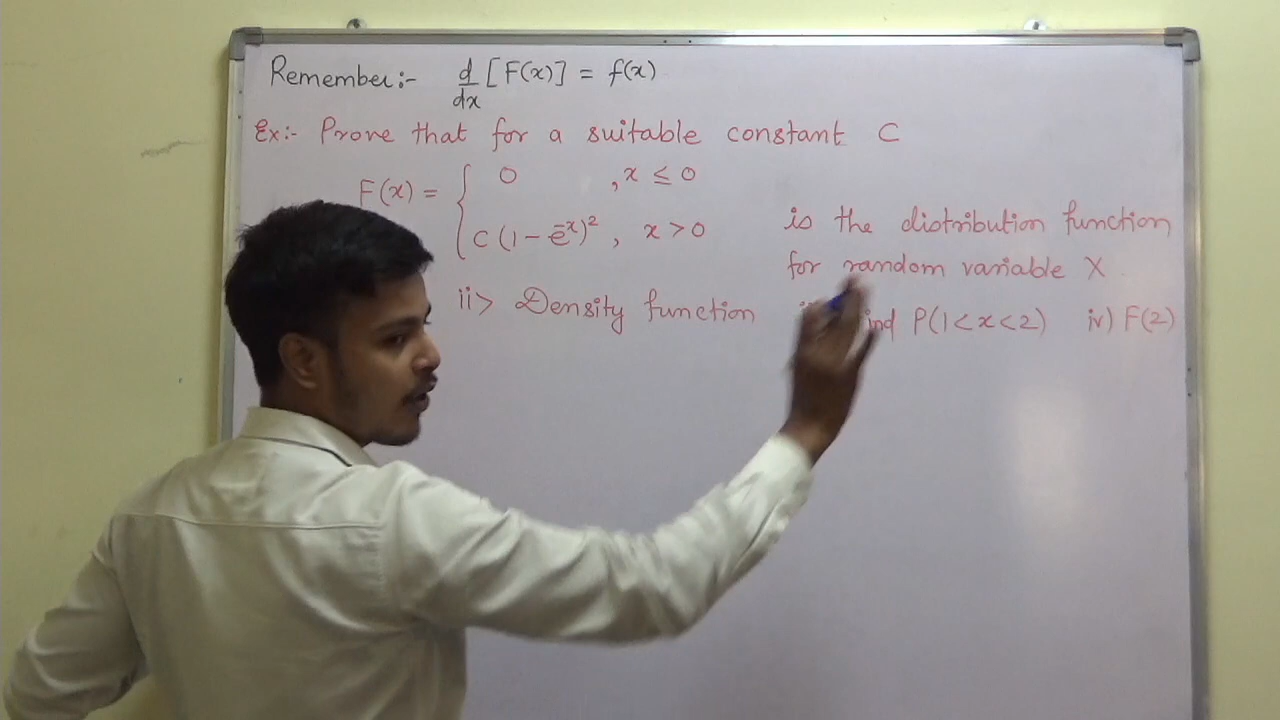 Remember:- d/dx [F(x)] = f(x)
Ex:- Prove that for a suitable constant C
F(x) = { 0 , x ≤ 0
C (1 - e^-x)^2 , x > 0
is the distribution function
for random variable X
ii> Density function P(1 < x < 2) iv) F(2)